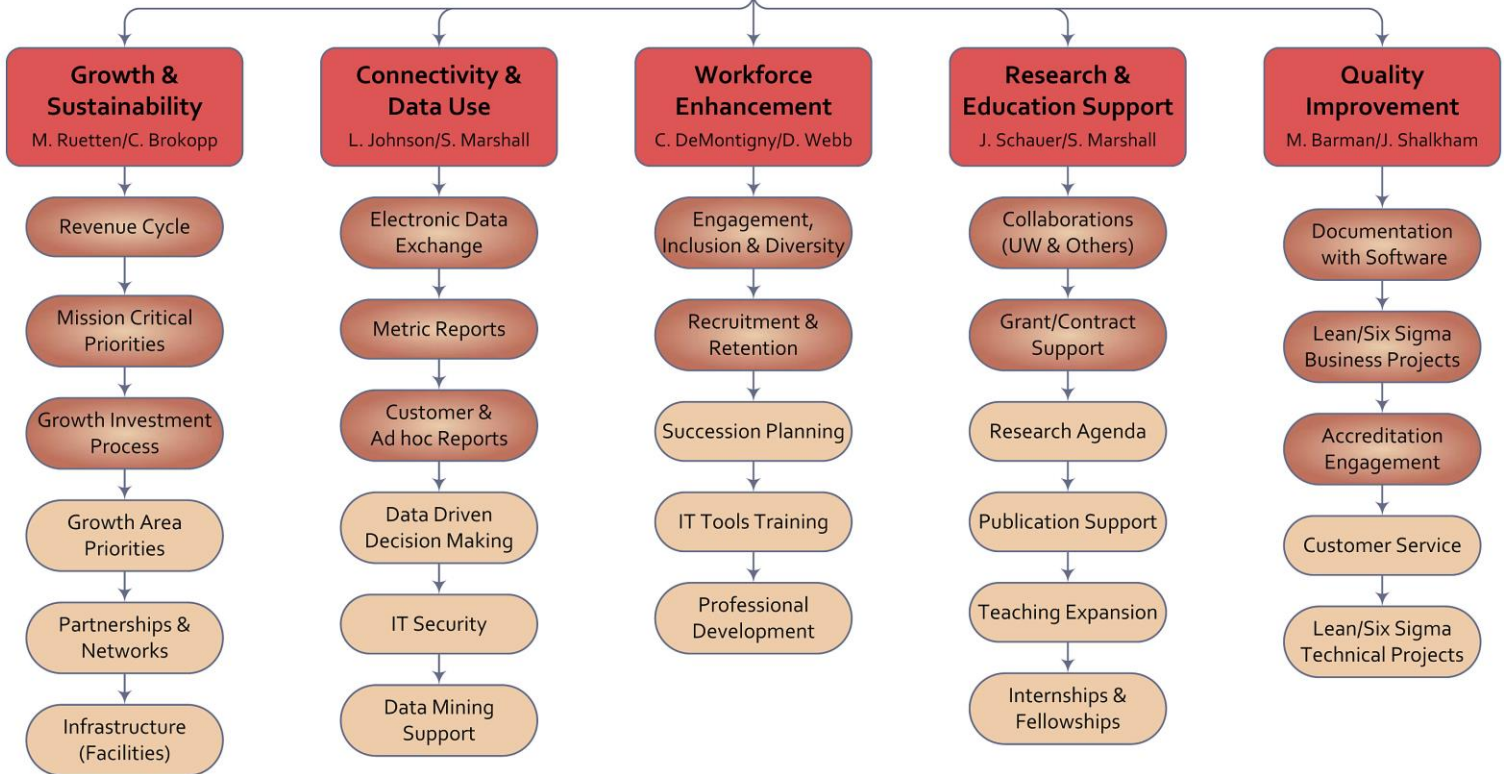 Growth &
Sustainability
M. Ruetten/C. Brokopp
Revenue Cycle
Mission Critical
Priorities
Growth Investment
Process
Growth Area
Priorities
Partnerships &
Networks
Infrastructure
(Facilities)
Connectivity &
Data Use
L. Johnson/S. Marshall
Electronic Data
Exchange
Metric Reports
Customer &
Ad hoc Reports
Data Driven
Decision Making
IT Security
Data Mining
Support
Workforce
Enhancement
C. DeMontigny/D. Webb
Engagement,
Inclusion & Diversity
Recruitment &
Retention
Succession Planning
IT Tools Training
Professional
Development
Research &
Education Support
J. Schauer/S. Marshall
Collaborations
(UW & Others)
Grant/Contract
Support
Research Agenda
Publication Support
Teaching Expansion
Internships &
Fellowships
Quality
Improvement
M. Barman/J. Shalkham
Documentation
with Software
Lean/Six Sigma
Business Projects
Accreditation
Engagement
Customer Service
Lean/Six Sigma
Technical Projects